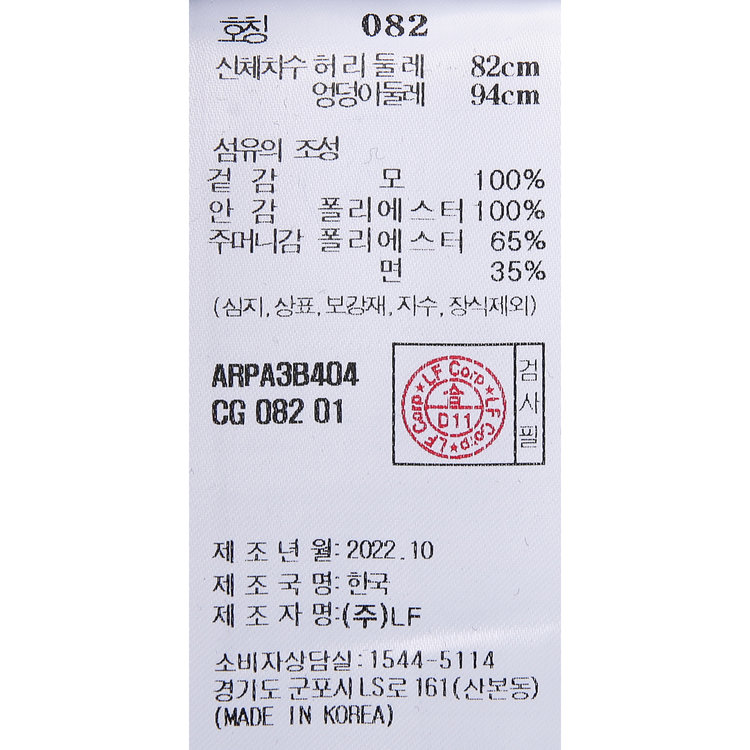 호칭 082
신체치수 허리둘레 82cm
엉덩이둘레 94cm
섬유의 조성
겉감 모 100%
안감 폴리에스터 100%
주머니감 폴리에스터 65%
면 35%
(심지,상표,보강재,자수,장식제외)
ARPA3B404
CG 082 01
LF Corp ★ LF Corp ★ LF Corp ★
D11
검사필
제조년월: 2022.10
제조국명: 한국
제조자명: (주)LF
소비자상담실: 1544-5114
경기도 군포시 LS로 161(산본동)
(MADE IN KOREA)